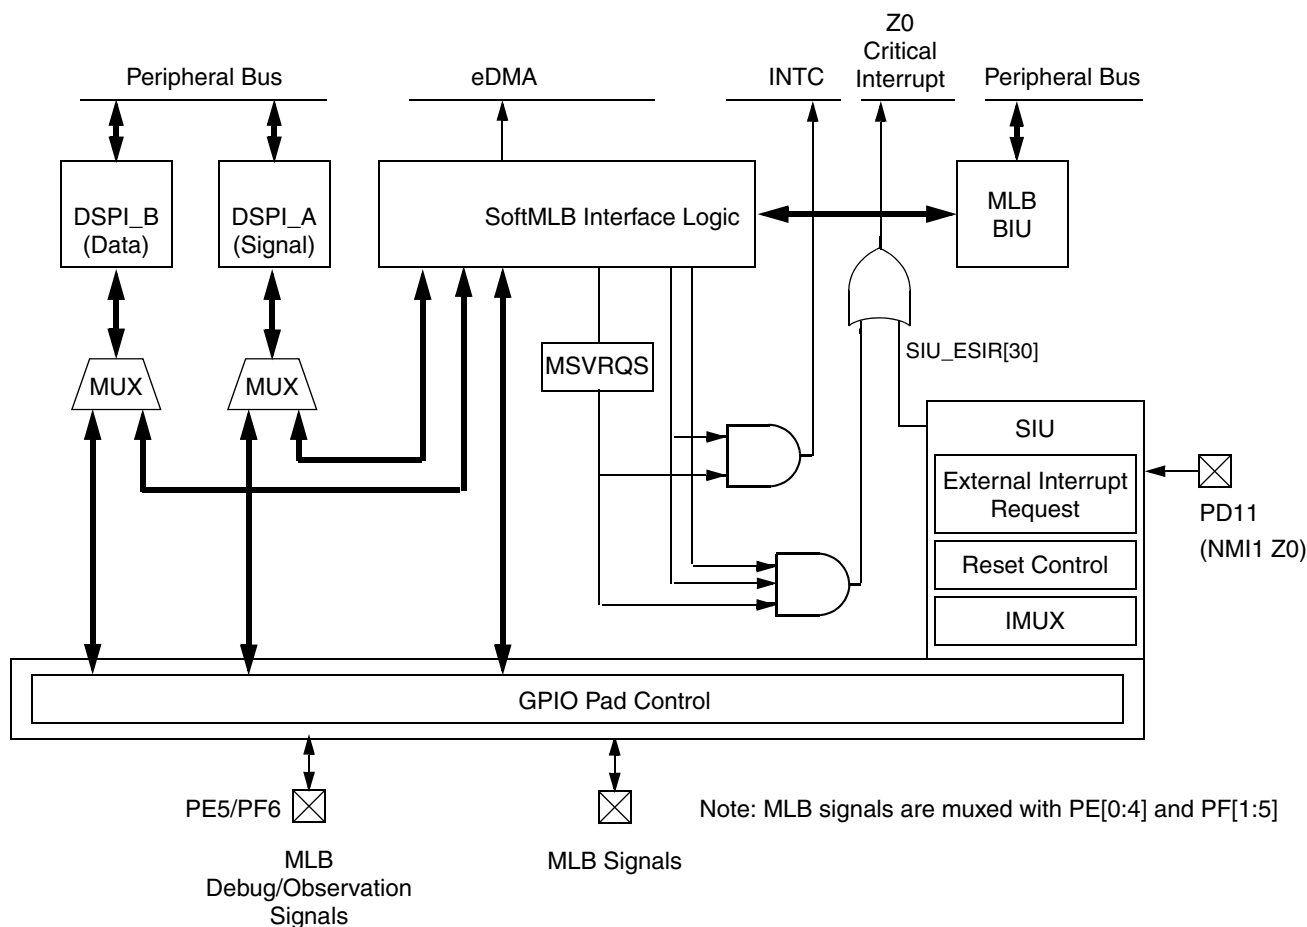 Z0
Critical
Interrupt
Peripheral Bus
eDMA
INTC
Peripheral Bus
DSPI_B
(Data)
DSPI_A
(Signal)
SoftMLB Interface Logic
MLB
BIU
SIU_ESIR[30]
MUX
MUX
MSVRQS
SIU
External Interrupt
Request
PD11
(NMI1 Z0)
Reset Control
IMUX
GPIO Pad Control
PE5/PF6
Note: MLB signals are muxed with PE[0:4] and PF[1:5]
MLB
Debug/Observation
Signals
MLB Signals